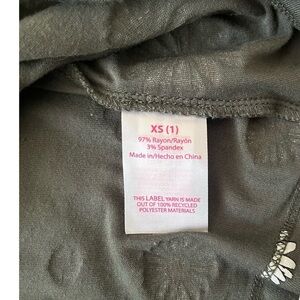 XS (1)
97% Rayon/Rayón
3% Spandex
Made in/Hecho en China
THIS LABEL YARN IS MADE
OUT OF 100% RECYCLED
POLYESTER MATERIALS